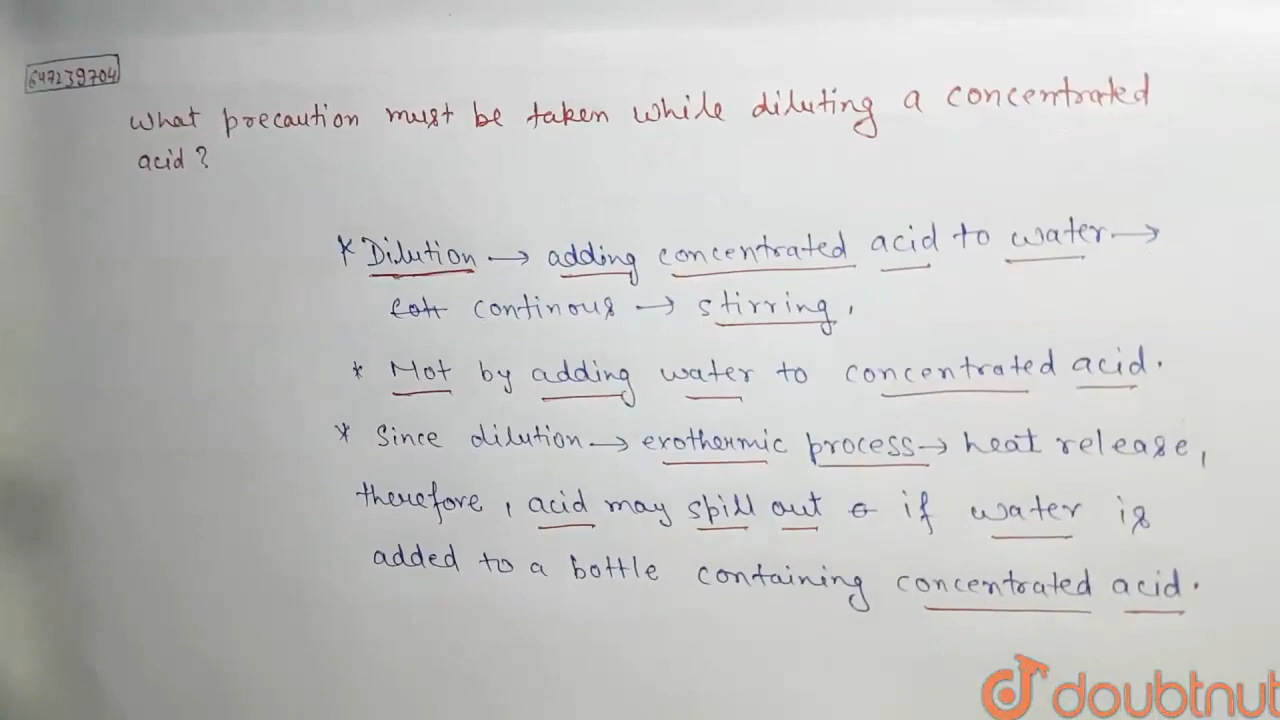 647239704
What precaution must be taken while diluting a concentrated
acid?
* Dilution → adding concentrated acid to water →
continous → stirring,
* Not by adding water to concentrated acid.
* Since dilution → exothermic process → heat release,
therefore, acid may spill out if water is
added to a bottle containing concentrated acid.
doubtnut